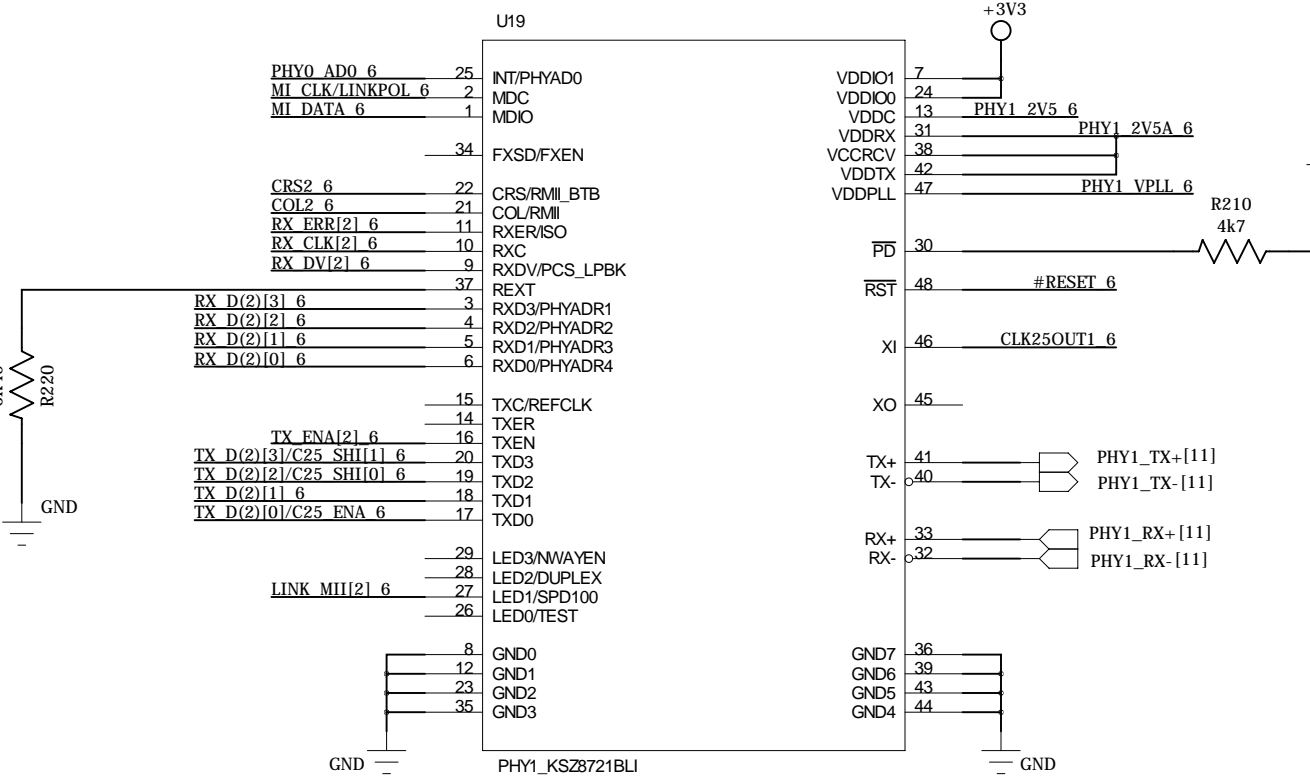 U19
+3V3
PHY0_AD0_6 25 INT/PHYAD0
MI_CLK/LINKPOL_6 2 MDC
MI_DATA_6 1 MDIO
34 FXSD/FXEN
CRS2_6 22 CRS/RMII_BTB
COL2_6 21 COL/RMII
RX_ERR[2]_6 11 RXER/ISO
RX_CLK[2]_6 10 RXC
RX_DV[2]_6 9 RXDV/PCS_LPBK
37 REXT
RX_D(2)[3]_6 3 RXD3/PHYADR1
RX_D(2)[2]_6 4 RXD2/PHYADR2
RX_D(2)[1]_6 5 RXD1/PHYADR3
RX_D(2)[0]_6 6 RXD0/PHYADR4
R220
GND
15 TXC/REFCLK
14 TXER
TX_ENA[2]_6 16 TXEN
TX_D(2)[3]/C25_SHI[1]_6 20 TXD3
TX_D(2)[2]/C25_SHI[0]_6 19 TXD2
TX_D(2)[1]_6 18 TXD1
TX_D(2)[0]/C25_ENA_6 17 TXD0
29 LED3/NWAYEN
28 LED2/DUPLEX
LINK_MII[2]_6 27 LED1/SPD100
26 LED0/TEST
8 GND0
12 GND1
23 GND2
35 GND3
GND
VDDIO1 7
VDDIO0 24
VDDC 13 PHY1_2V5_6
VDDRX 31 PHY1_2V5A_6
VCCRCV 38
VDDTX 42
VDDPLL 47 PHY1_VPLL_6
R210
4k7
PD 30
RST 48 #RESET_6
XI 46 CLK25OUT1_6
XO 45
TX+ 41 PHY1_TX+[11]
TX- 40 PHY1_TX-[11]
RX+ 33 PHY1_RX+[11]
RX- 32 PHY1_RX-[11]
GND7 36
GND6 39
GND5 43
GND4 44
GND
PHY1_KSZ8721BLI